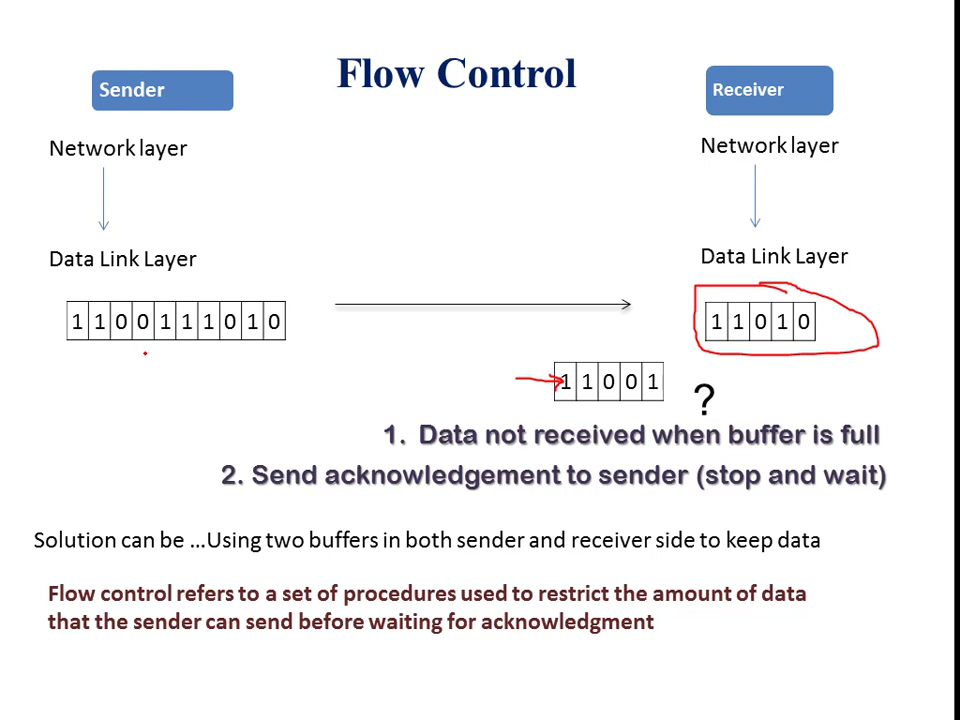 Flow Control
Sender
Receiver
Network layer
Network layer
Data Link Layer
Data Link Layer
1 1 0 0 1 1 1 0 1 0
1 1 0 1 0
1 1 0 0 1
?
1. Data not received when buffer is full
2. Send acknowledgement to sender (stop and wait)
Solution can be ...Using two buffers in both sender and receiver side to keep data
Flow control refers to a set of procedures used to restrict the amount of data
that the sender can send before waiting for acknowledgment